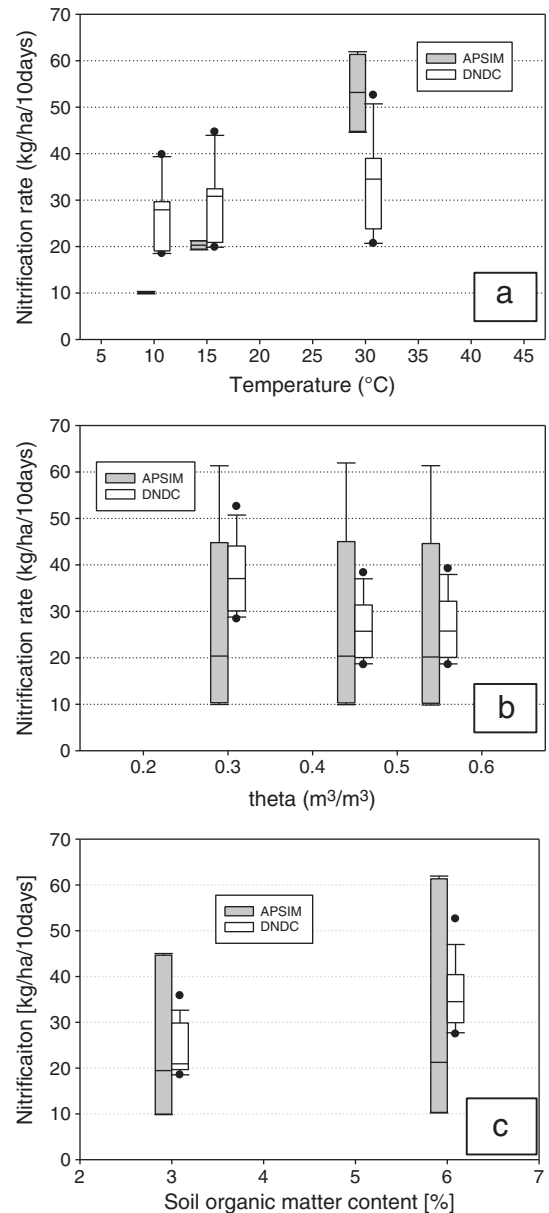 70
60
50
40
30
20
10
0
Nitrification rate (kg/ha/10days)
APSIM
DNDC
a
5 10 15 20 25 30 35 40 45
Temperature (°C)
70
60
50
40
30
20
10
0
Nitrification rate (kg/ha/10days)
APSIM
DNDC
b
0.2 0.3 0.4 0.5 0.6
theta (m³/m³)
70
60
50
40
30
20
10
0
Nitrificaiton [kg/ha/10days]
APSIM
DNDC
c
2 3 4 5 6 7
Soil organic matter content [%]